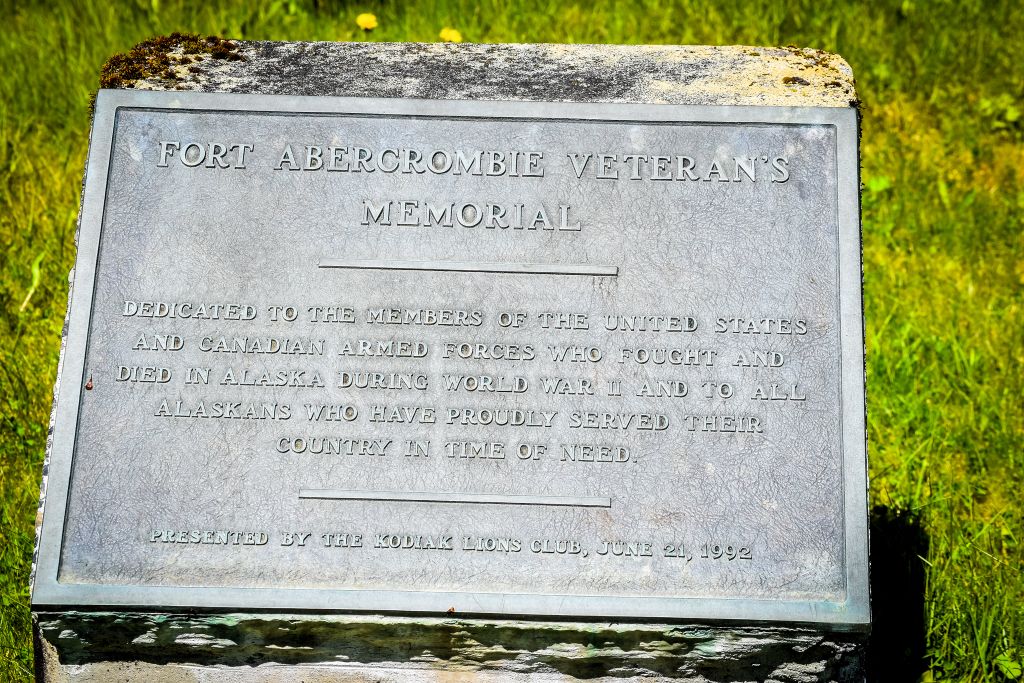 FORT ABERCROMBIE VETERAN'S
MEMORIAL
DEDICATED TO THE MEMBERS OF THE UNITED STATES
AND CANADIAN ARMED FORCES WHO FOUGHT AND
DIED IN ALASKA DURING WORLD WAR II AND TO ALL
ALASKANS WHO HAVE PROUDLY SERVED THEIR
COUNTRY IN TIME OF NEED.
PRESENTED BY THE KODIAK LIONS CLUB, JUNE 21, 1992